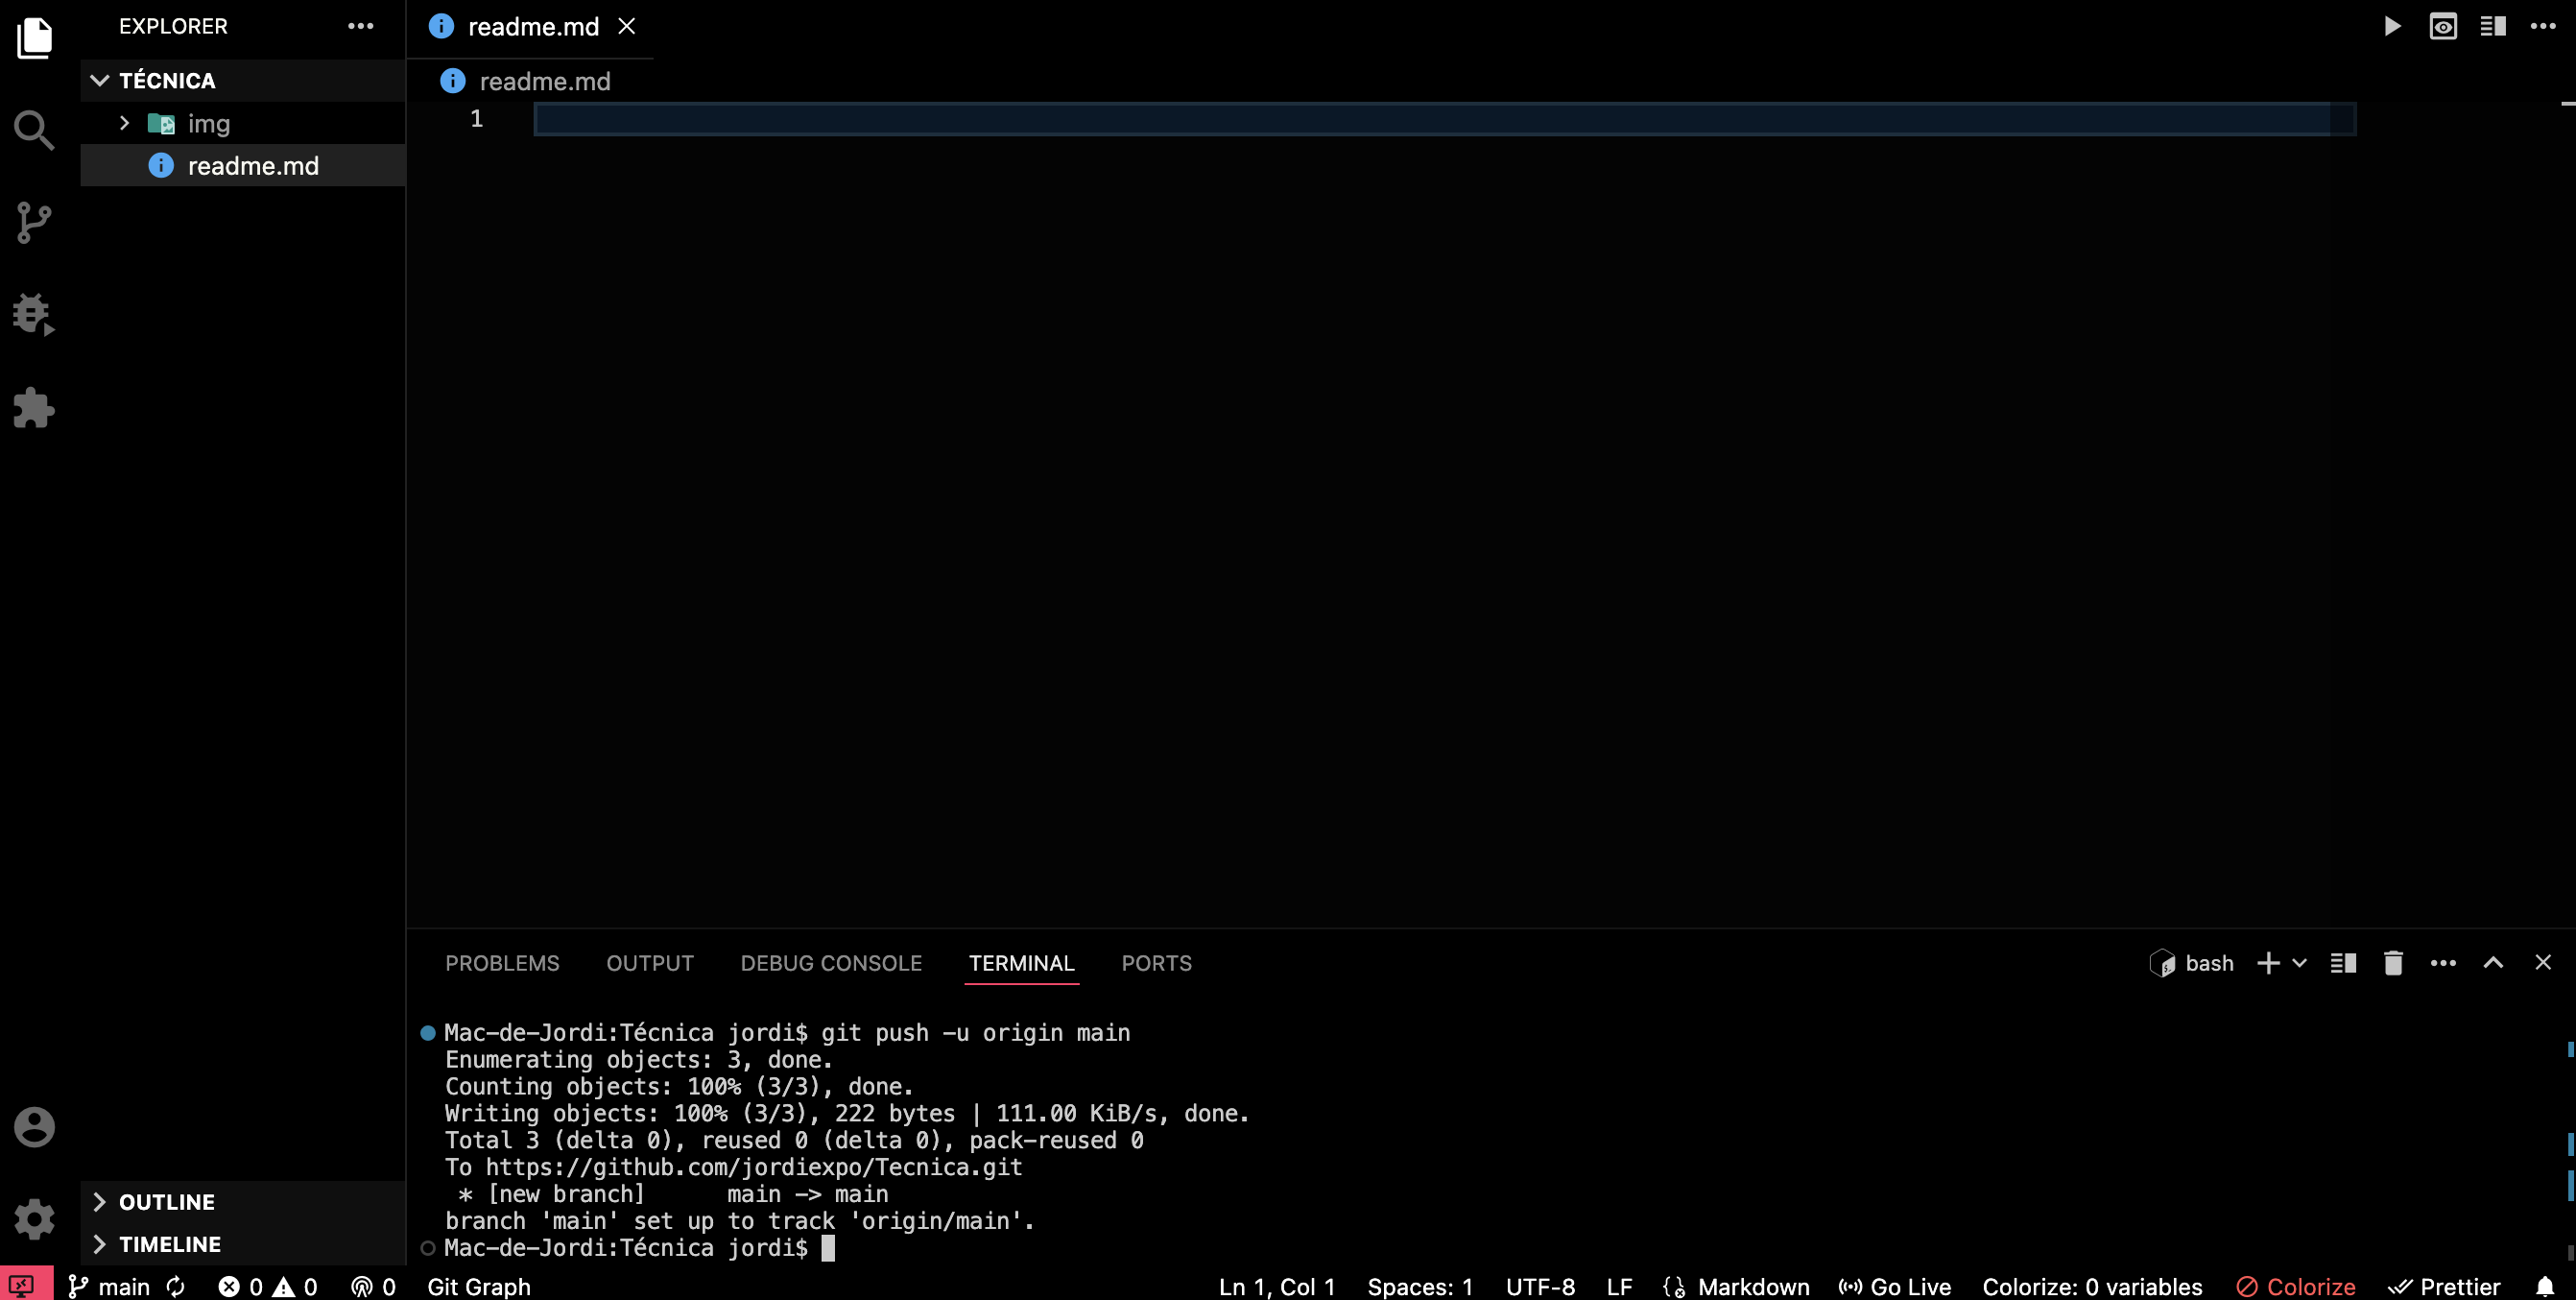 EXPLORER
TÉCNICA
img
readme.md
OUTLINE
TIMELINE
readme.md
readme.md
1
PROBLEMS OUTPUT DEBUG CONSOLE TERMINAL PORTS
bash
Mac-de-Jordi:Técnica jordi$ git push -u origin main
Enumerating objects: 3, done.
Counting objects: 100% (3/3), done.
Writing objects: 100% (3/3), 222 bytes | 111.00 KiB/s, done.
Total 3 (delta 0), reused 0 (delta 0), pack-reused 0
To https://github.com/jordiexpo/Tecnica.git
* [new branch] main -> main
branch 'main' set up to track 'origin/main'.
Mac-de-Jordi:Técnica jordi$
main 0 0 0 Git Graph Ln 1, Col 1 Spaces: 1 UTF-8 LF Markdown Go Live Colorize: 0 variables Colorize Prettier